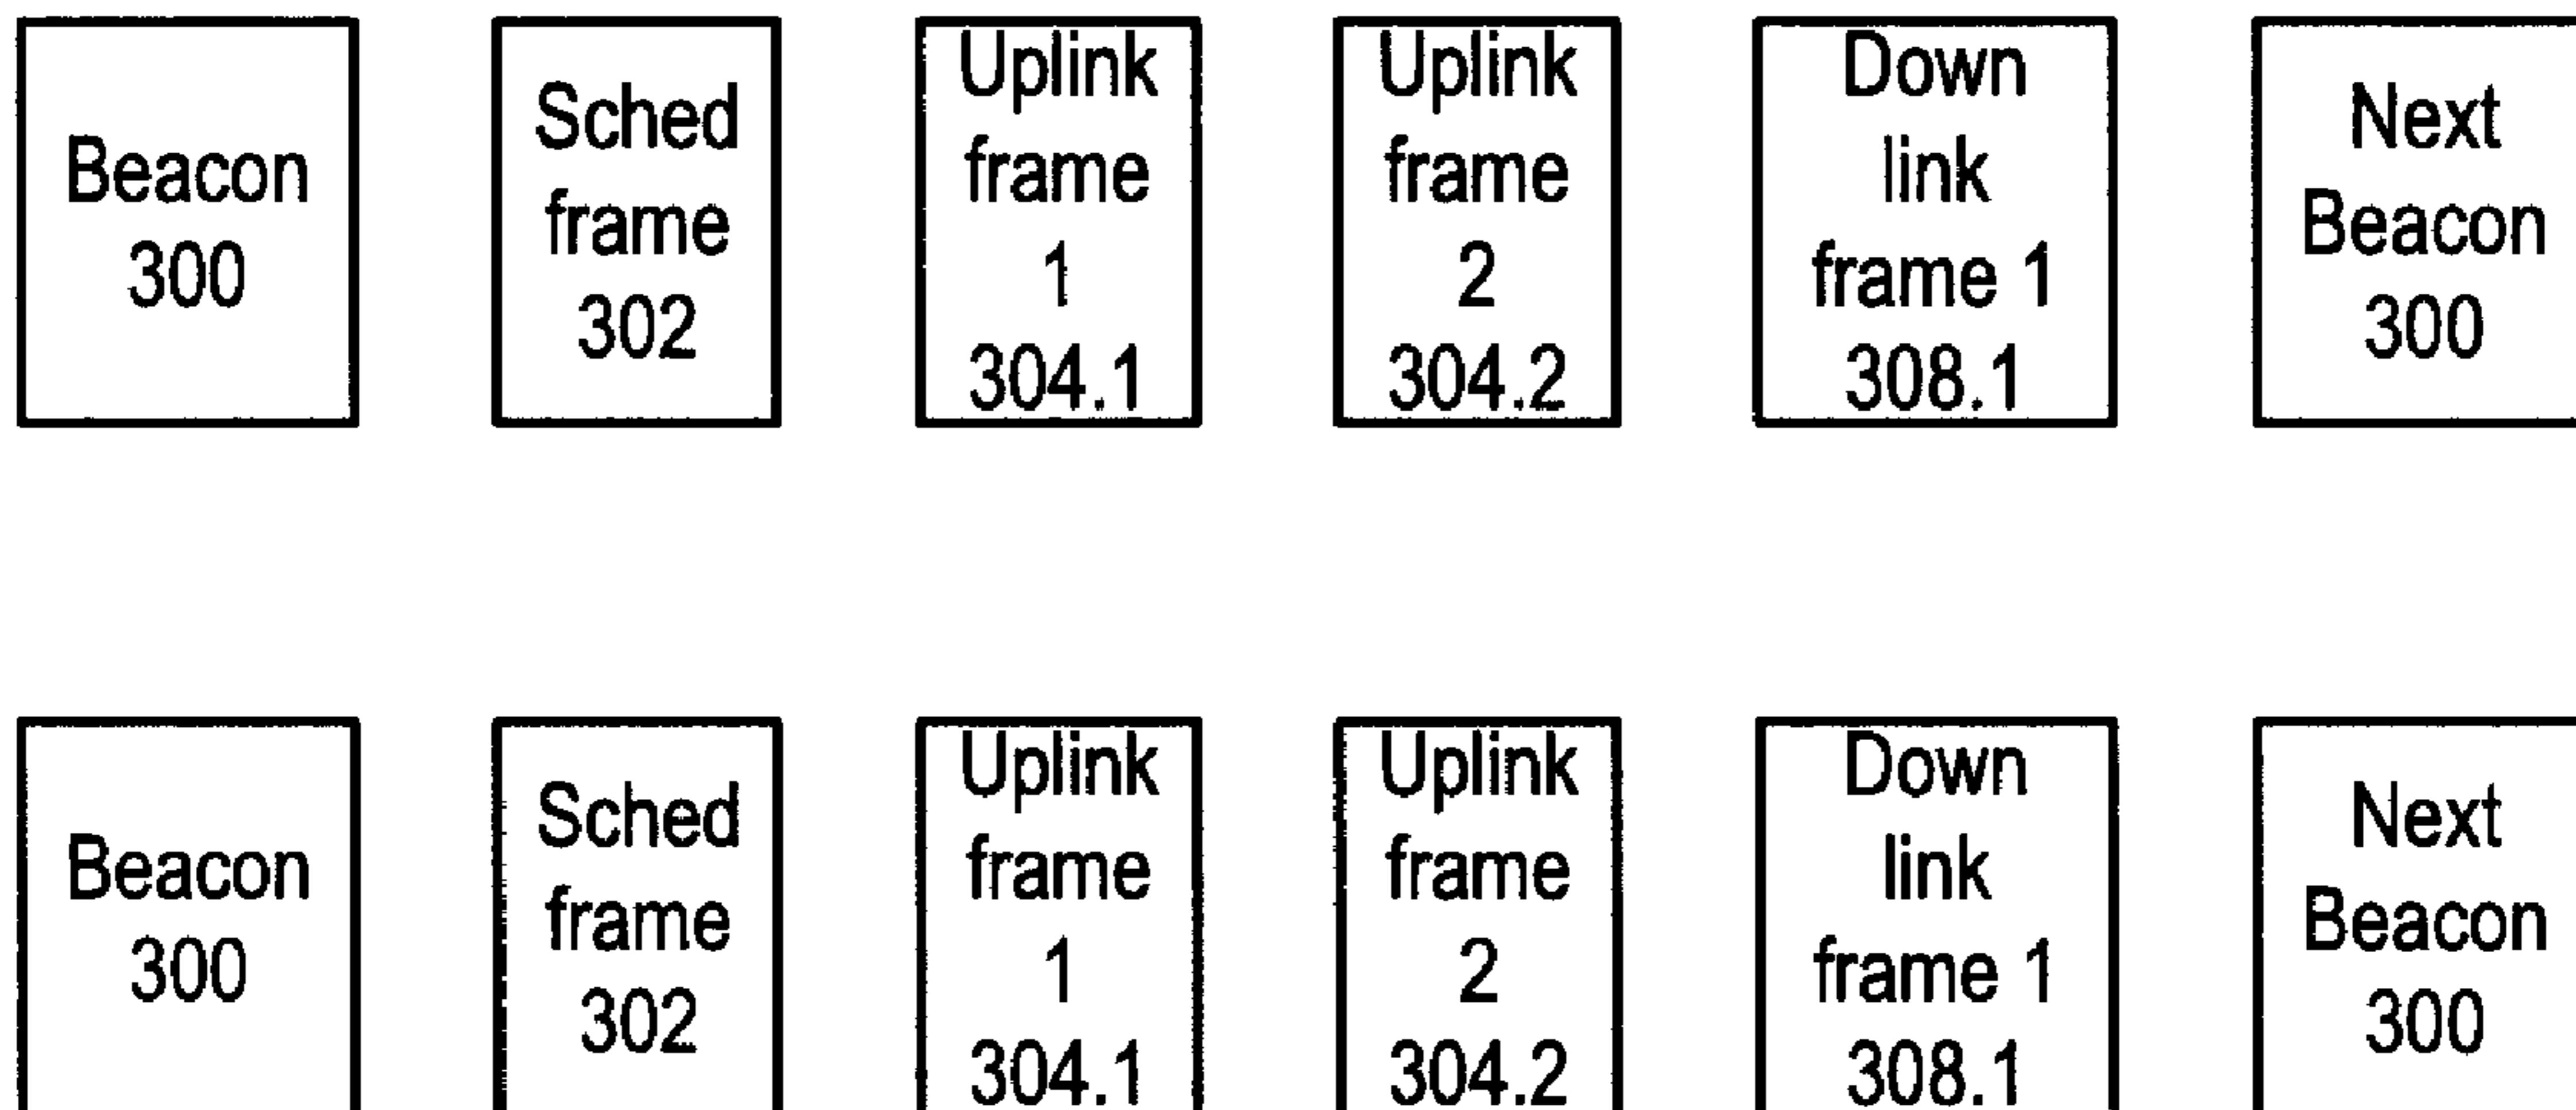 Beacon
300
Sched
frame
302
Uplink
frame
1
304.1
Uplink
frame
2
304.2
Down
link
frame 1
308.1
Next
Beacon
300
Beacon
300
Sched
frame
302
Uplink
frame
1
304.1
Uplink
frame
2
304.2
Down
link
frame 1
308.1
Next
Beacon
300